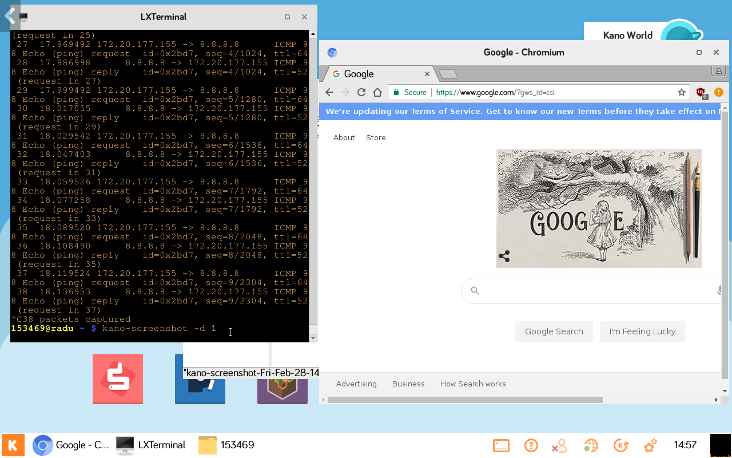 LXTerminal
(request in 25)
27 17.969492 172.20.177.155 -> 8.8.8.8 ICMP 9
8 Echo (ping) request id=0x2bd7, seq=4/1024, ttl=64
28 17.986998 8.8.8.8 -> 172.20.177.155 ICMP 9
8 Echo (ping) reply id=0x2bd7, seq=4/1024, ttl=52
(request in 27)
29 17.999492 172.20.177.155 -> 8.8.8.8 ICMP 9
8 Echo (ping) request id=0x2bd7, seq=5/1280, ttl=64
30 18.017055 8.8.8.8 -> 172.20.177.155 ICMP 9
8 Echo (ping) reply id=0x2bd7, seq=5/1280, ttl=52
(request in 29)
31 18.029542 172.20.177.155 -> 8.8.8.8 ICMP 9
8 Echo (ping) request id=0x2bd7, seq=6/1536, ttl=64
32 18.047403 8.8.8.8 -> 172.20.177.155 ICMP 9
8 Echo (ping) reply id=0x2bd7, seq=6/1536, ttl=52
(request in 31)
33 18.059526 172.20.177.155 -> 8.8.8.8 ICMP 9
8 Echo (ping) request id=0x2bd7, seq=7/1792, ttl=64
34 18.077258 8.8.8.8 -> 172.20.177.155 ICMP 9
8 Echo (ping) reply id=0x2bd7, seq=7/1792, ttl=52
(request in 33)
35 18.089520 172.20.177.155 -> 8.8.8.8 ICMP 9
8 Echo (ping) request id=0x2bd7, seq=8/2048, ttl=64
36 18.108490 8.8.8.8 -> 172.20.177.155 ICMP 9
8 Echo (ping) reply id=0x2bd7, seq=8/2048, ttl=52
(request in 35)
37 18.119524 172.20.177.155 -> 8.8.8.8 ICMP 9
8 Echo (ping) request id=0x2bd7, seq=9/2304, ttl=64
38 18.136953 8.8.8.8 -> 172.20.177.155 ICMP 9
8 Echo (ping) reply id=0x2bd7, seq=9/2304, ttl=52
(request in 37)
^C38 packets captured
153469@radu ~ $ kano-screenshot -d 1
"kano-screenshot-Fri-Feb-28-14
Kano World
Google - Chromium
Google
Secure https://www.google.com/?gws_rd=ssl
We're updating our Terms of Service. Get to know our new Terms before they take effect on
About Store
GOOGLE
Google Search I'm Feeling Lucky
Advertising Business How Search works
Google - C... LXTerminal 153469 14:57